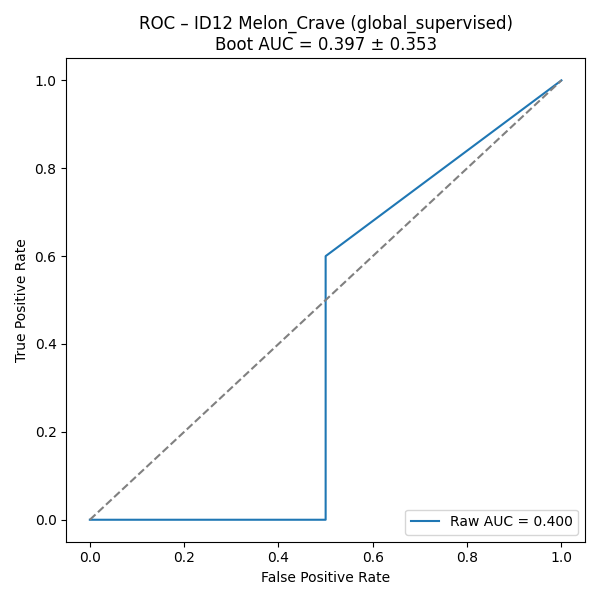 ROC – ID12 Melon_Crave (global_supervised)
Boot AUC = 0.397 ± 0.353
True Positive Rate
1.0
0.8
0.6
0.4
0.2
0.0
Raw AUC = 0.400
0.0 0.2 0.4 0.6 0.8 1.0
False Positive Rate